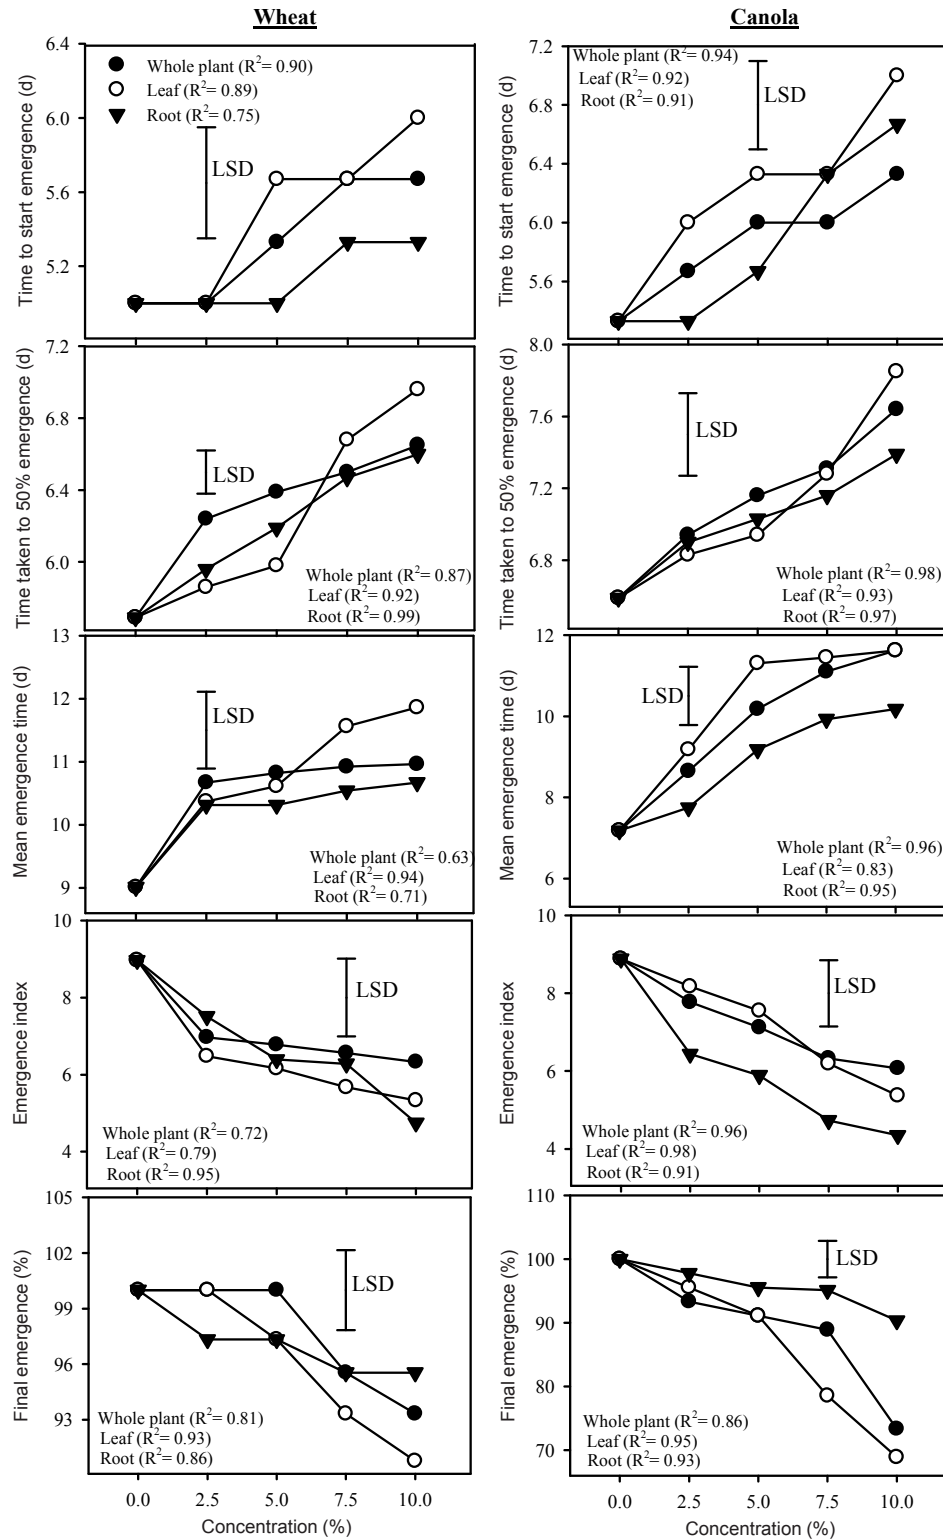 Wheat
Canola
Time to start emergence (d)
6.4
6.0
5.6
5.2
Whole plant (R2= 0.90)
Leaf (R2= 0.89)
Root (R2= 0.75)
LSD
Time to start emergence (d)
7.2
6.8
6.4
6.0
5.6
Whole plant (R2= 0.94)
Leaf (R2= 0.92)
Root (R2= 0.91)
LSD
Time taken to 50% emergence (d)
7.2
6.8
6.4
6.0
LSD
Whole plant (R2= 0.87)
Leaf (R2= 0.92)
Root (R2= 0.99)
Time taken to 50% emergence (d)
8.0
7.6
7.2
6.8
LSD
Whole plant (R2= 0.98)
Leaf (R2= 0.93)
Root (R2= 0.97)
Mean emergence time (d)
13
12
11
10
9
LSD
Whole plant (R2= 0.63)
Leaf (R2= 0.94)
Root (R2= 0.71)
Mean emergence time (d)
12
10
8
6
LSD
Whole plant (R2= 0.96)
Leaf (R2= 0.83)
Root (R2= 0.95)
Emergence index
10
8
6
4
LSD
Whole plant (R2= 0.72)
Leaf (R2= 0.79)
Root (R2= 0.95)
Emergence index
10
8
6
4
LSD
Whole plant (R2= 0.96)
Leaf (R2= 0.98)
Root (R2= 0.91)
Final emergence (%)
105
102
100
96
93
LSD
Whole plant (R2= 0.81)
Leaf (R2= 0.93)
Root (R2= 0.86)
0.0 2.5 5.0 7.5 10.0
Concentration (%)
Final emergence (%)
110
100
90
80
70
LSD
Whole plant (R2= 0.86)
Leaf (R2= 0.95)
Root (R2= 0.93)
0.0 2.5 5.0 7.5 10.0
Concentration (%)